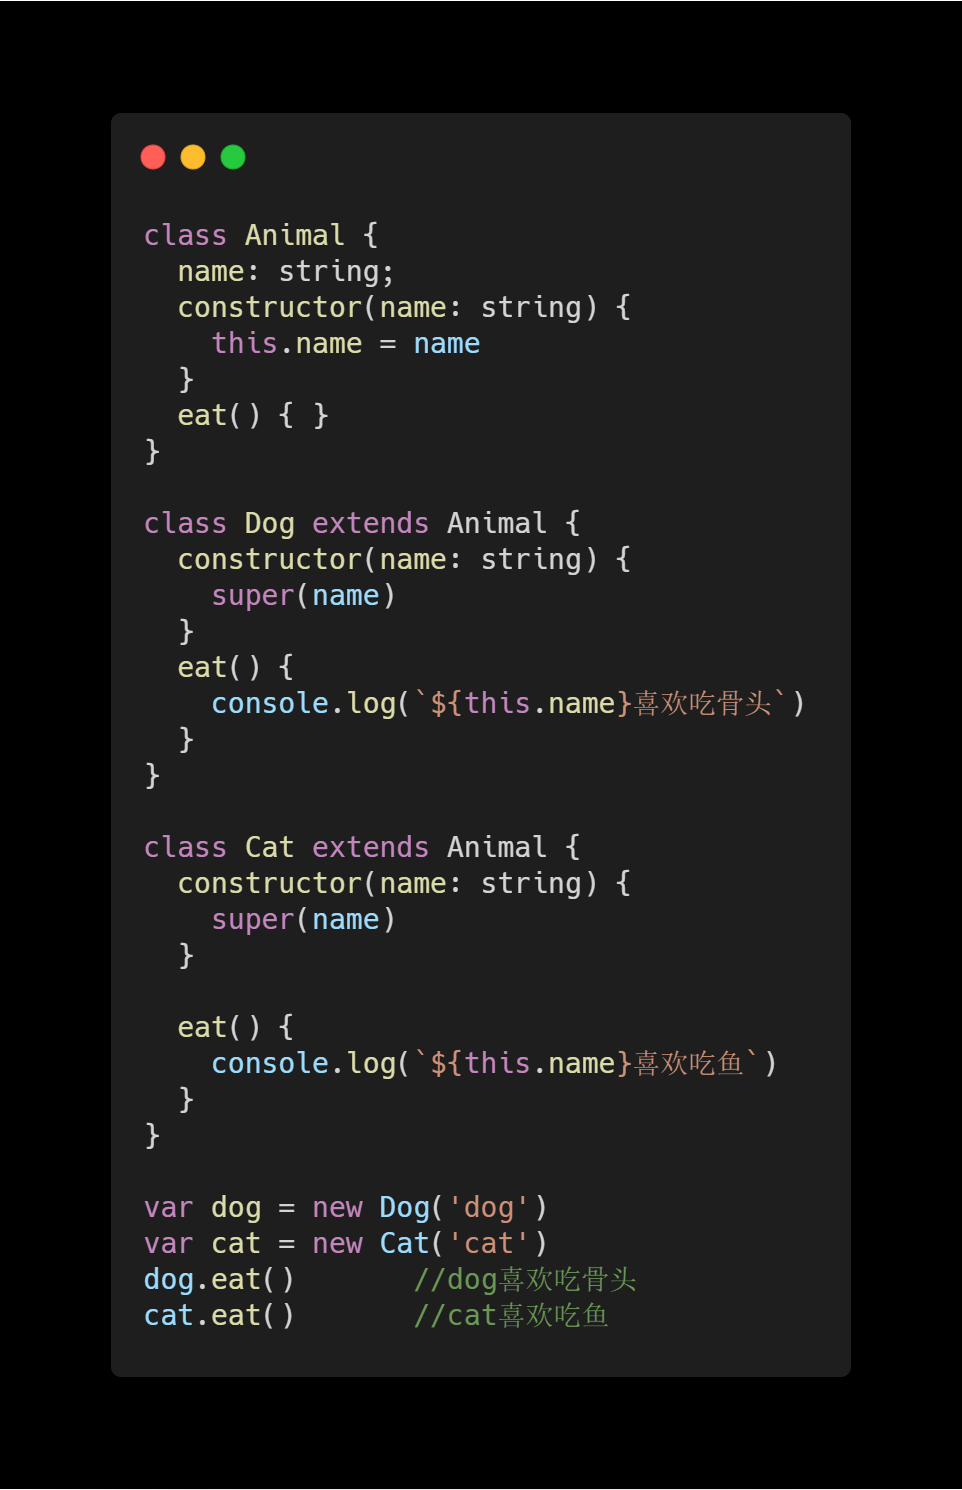 class Animal {
  name: string;
  constructor(name: string) {
    this.name = name
  }
  eat() { }
}

class Dog extends Animal {
  constructor(name: string) {
    super(name)
  }
  eat() {
    console.log(`${this.name}喜欢吃骨头`)
  }
}

class Cat extends Animal {
  constructor(name: string) {
    super(name)
  }

  eat() {
    console.log(`${this.name}喜欢吃鱼`)
  }
}

var dog = new Dog('dog')
var cat = new Cat('cat')
dog.eat()       //dog喜欢吃骨头
cat.eat()       //cat喜欢吃鱼